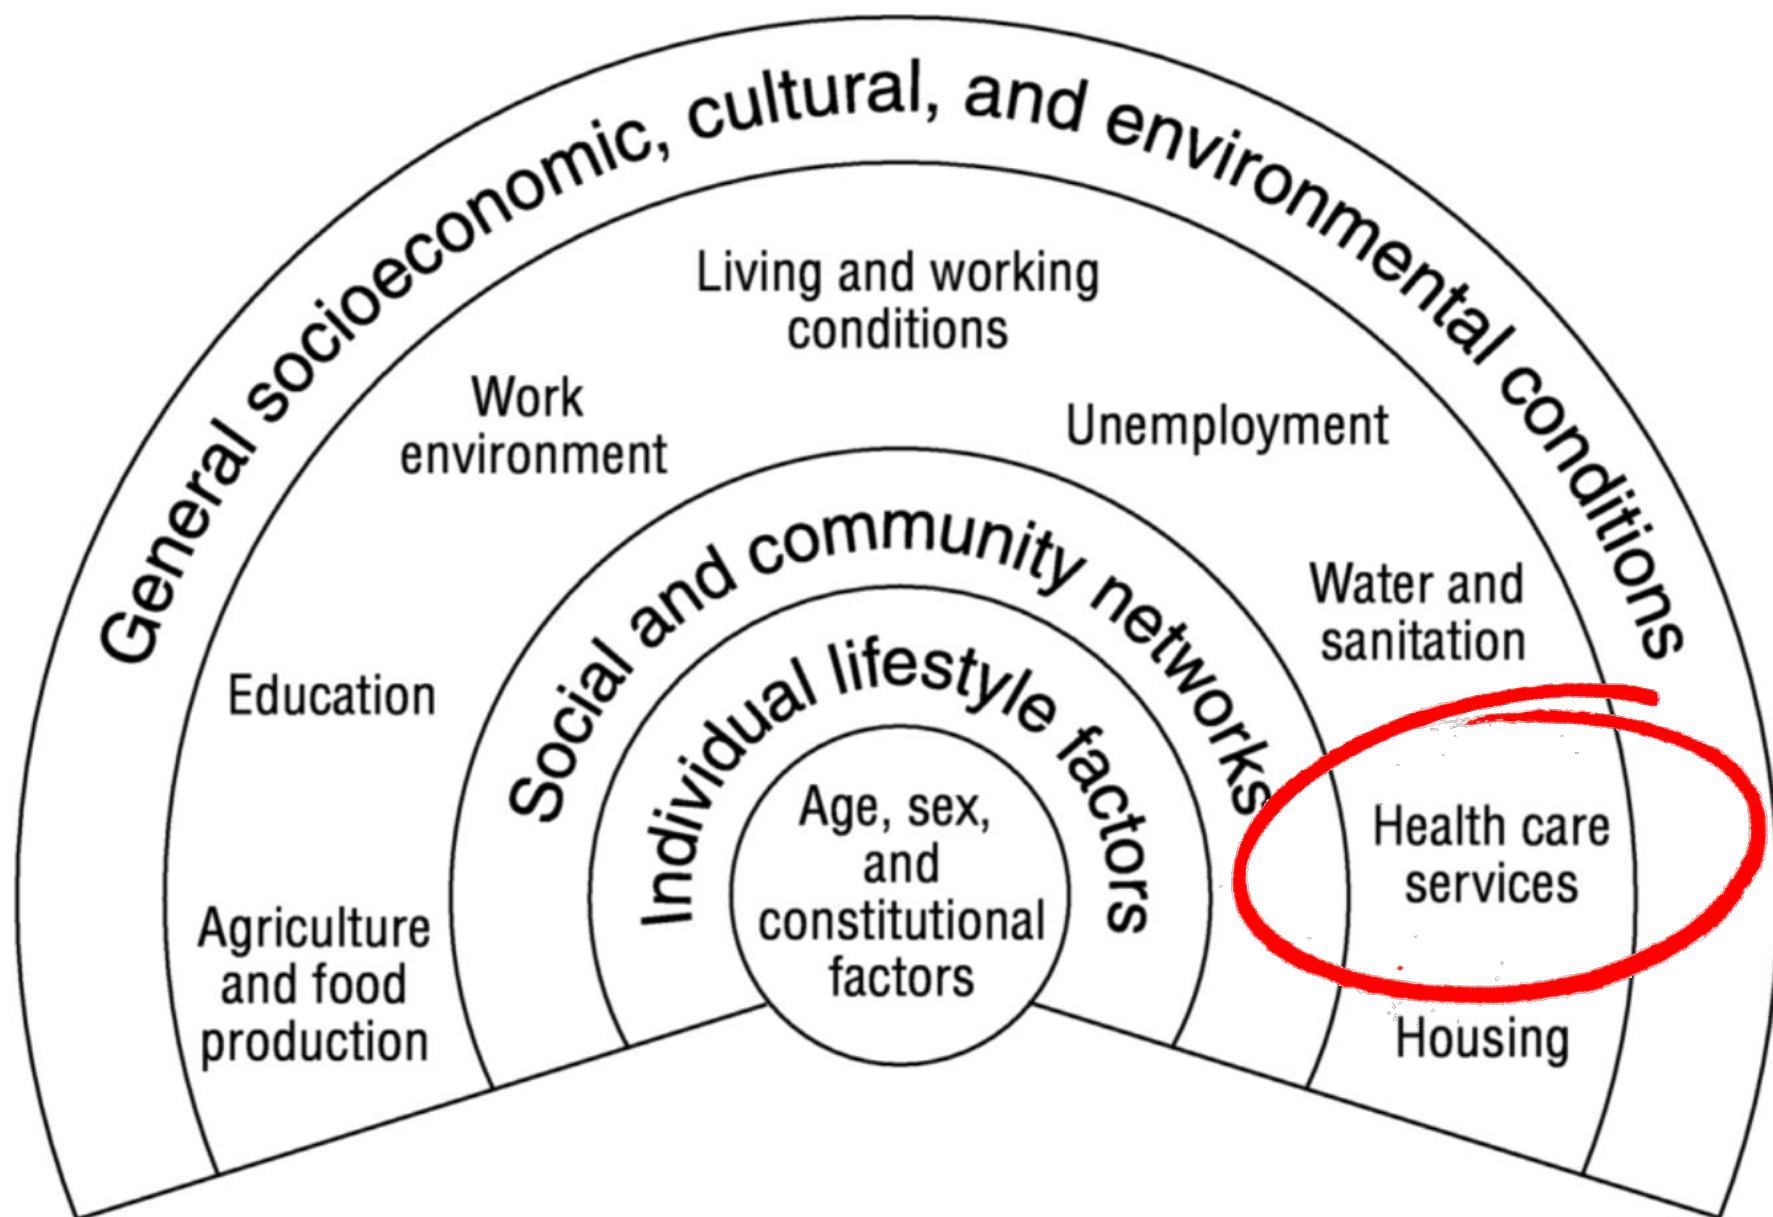 General socioeconomic, cultural, and environmental conditions
Living and working
conditions
Work
environment
Unemployment
Social and community networks
Water and
sanitation
Education
Individual lifestyle factors
Age, sex,
and
constitutional
factors
Health care
services
Agriculture
and food
production
Housing